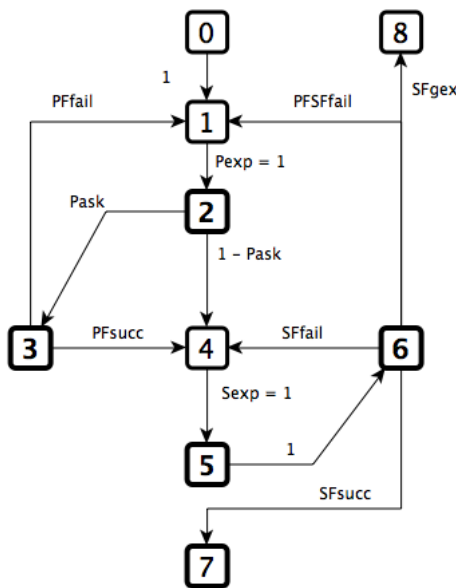 0
8
1
SFgex
PFfail
PFSFfail
1
Pexp = 1
Pask
2
1 – Pask
3
PFsucc
4
SFfail
6
Sexp = 1
5
1
SFsucc
7